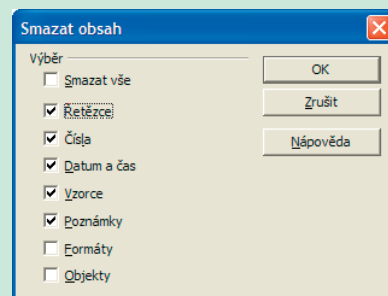 Smazat obsah
Výběr
Smazat vše
Řetězce
Čísla
Datum a čas
Vzorce
Poznámky
Formáty
Objekty
OK
Zrušit
Nápověda